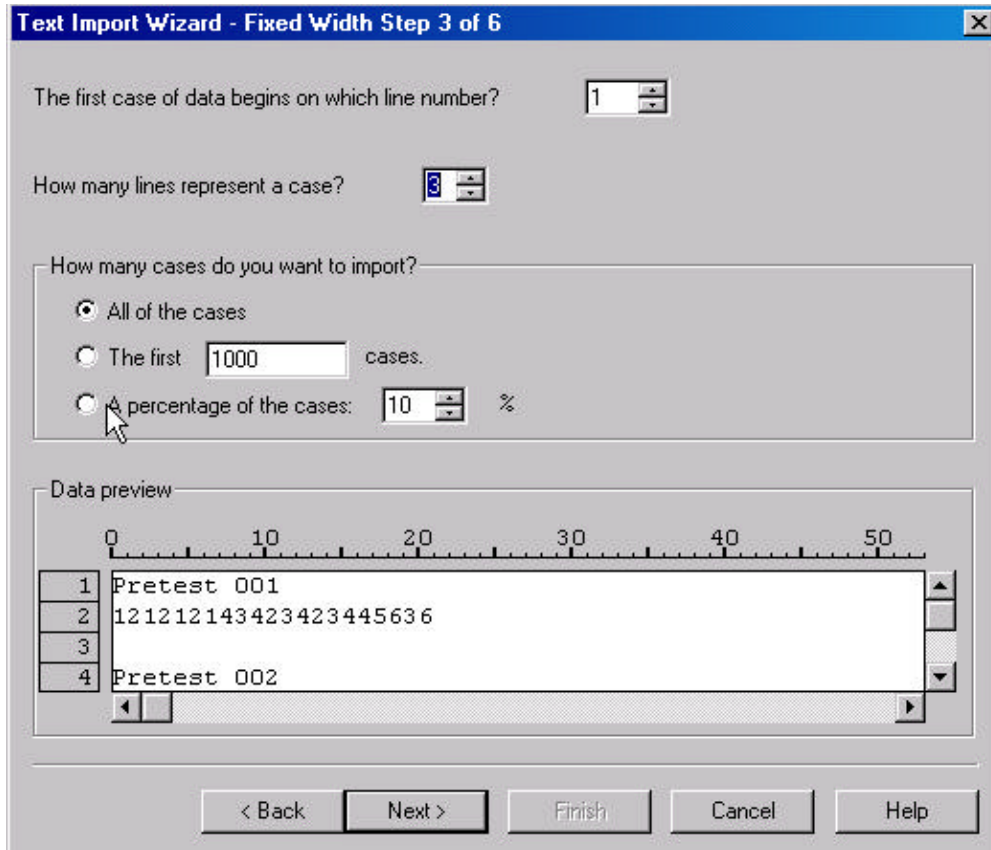 Text Import Wizard - Fixed Width Step 3 of 6
The first case of data begins on which line number? 1
How many lines represent a case? 3
How many cases do you want to import?
All of the cases
The first 1000 cases.
A percentage of the cases: 10 %
Data preview
0 10 20 30 40 50
1 Pretest 001
2 121212143423423445636
3
4 Pretest 002
< Back Next > Finish Cancel Help